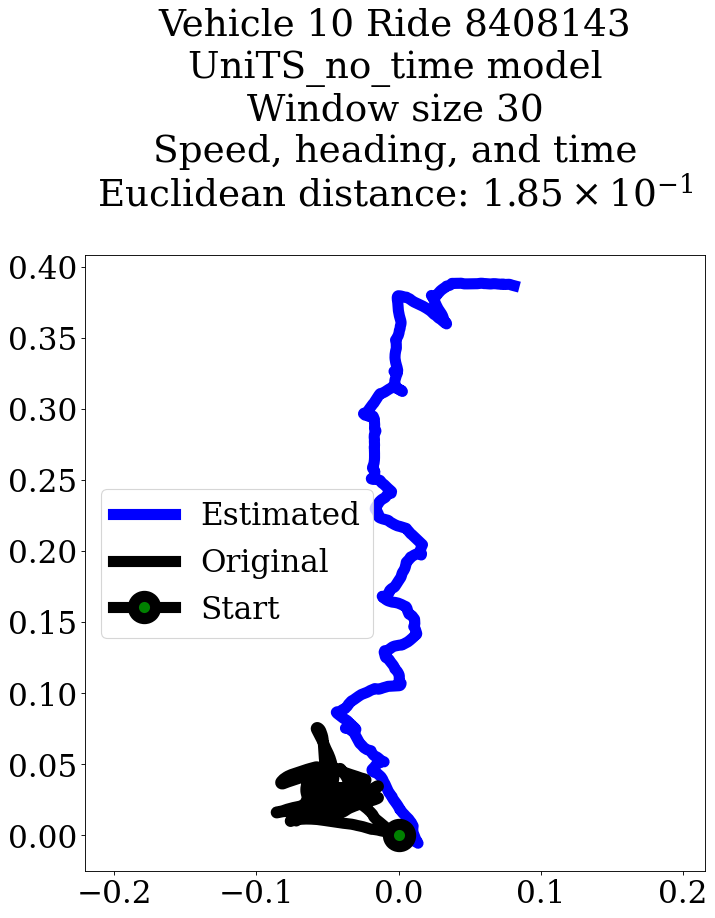 Vehicle 10 Ride 8408143
UniTS_no_time model
Window size 30
Speed, heading, and time
Euclidean distance: $1.85 \times 10^{-1}$
0.40
0.35
0.30
0.25
0.20
0.15
0.10
0.05
0.00
Estimated
Original
Start
−0.2 −0.1 0.0 0.1 0.2